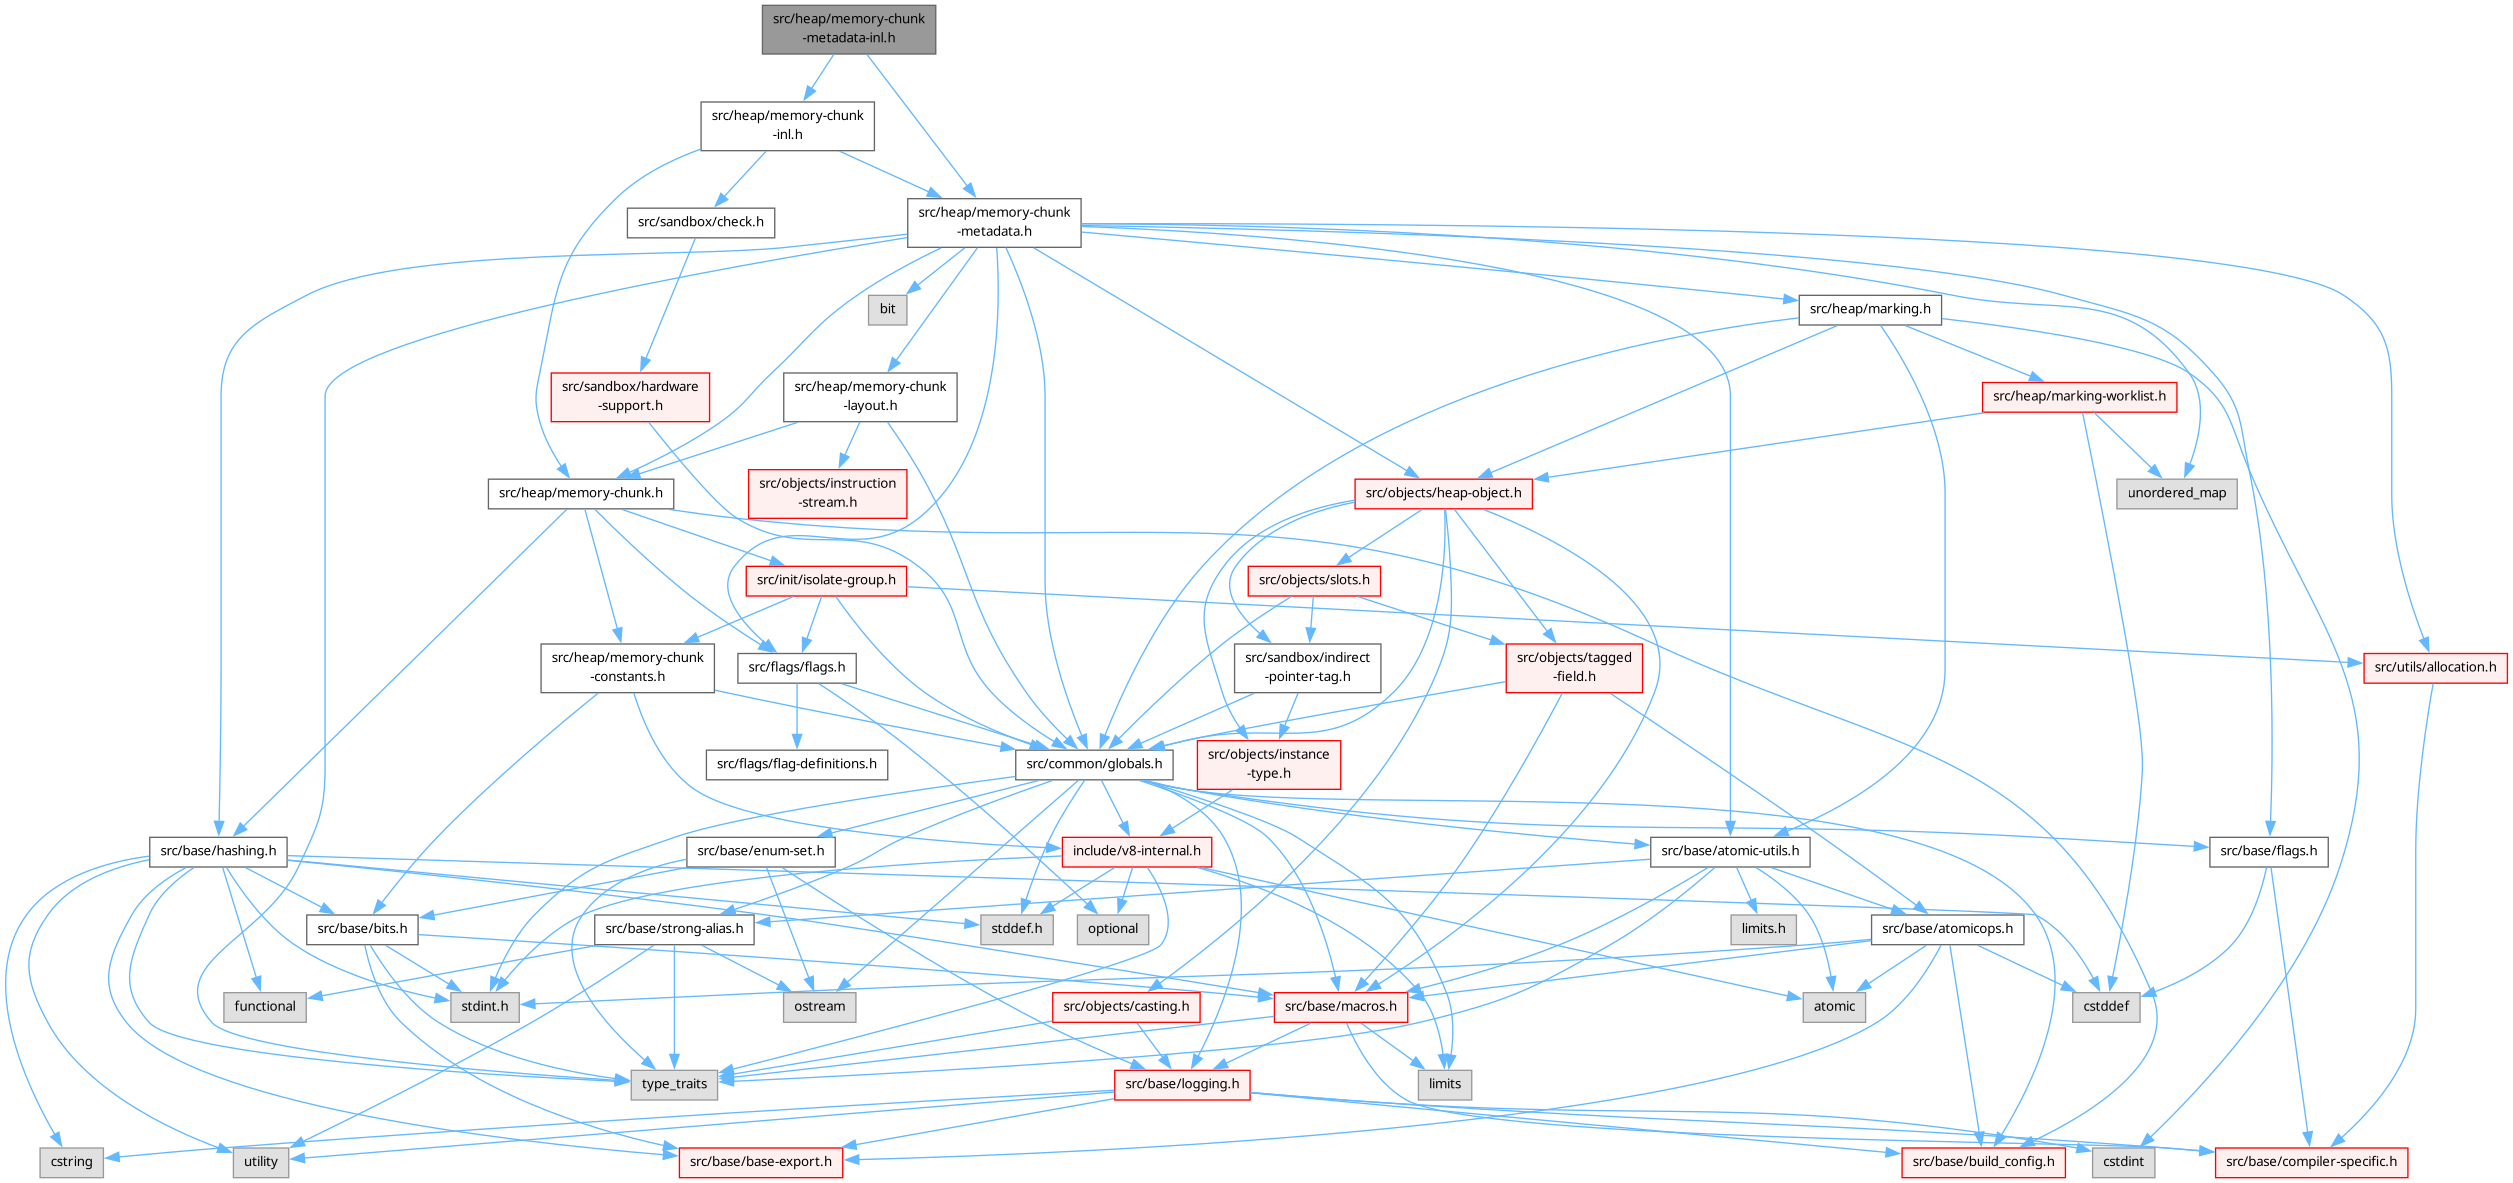 src/heap/memory-chunk
-metadata-inl.h
src/heap/memory-chunk
-inl.h
src/sandbox/check.h
src/heap/memory-chunk
-metadata.h
bit
src/heap/marking.h
src/sandbox/hardware
-support.h
src/heap/memory-chunk
-layout.h
src/heap/marking-worklist.h
src/heap/memory-chunk.h
src/objects/instruction
-stream.h
src/objects/heap-object.h
unordered_map
src/init/isolate-group.h
src/objects/slots.h
src/heap/memory-chunk
-constants.h
src/flags/flags.h
src/sandbox/indirect
-pointer-tag.h
src/objects/tagged
-field.h
src/utils/allocation.h
src/flags/flag-definitions.h
src/common/globals.h
src/objects/instance
-type.h
src/base/hashing.h
src/base/enum-set.h
include/v8-internal.h
src/base/atomic-utils.h
src/base/flags.h
src/base/bits.h
src/base/strong-alias.h
stddef.h
optional
limits.h
src/base/atomicops.h
functional
stdint.h
ostream
src/objects/casting.h
src/base/macros.h
atomic
cstddef
type_traits
src/base/logging.h
limits
cstring
utility
src/base/base-export.h
src/base/build_config.h
cstdint
src/base/compiler-specific.h